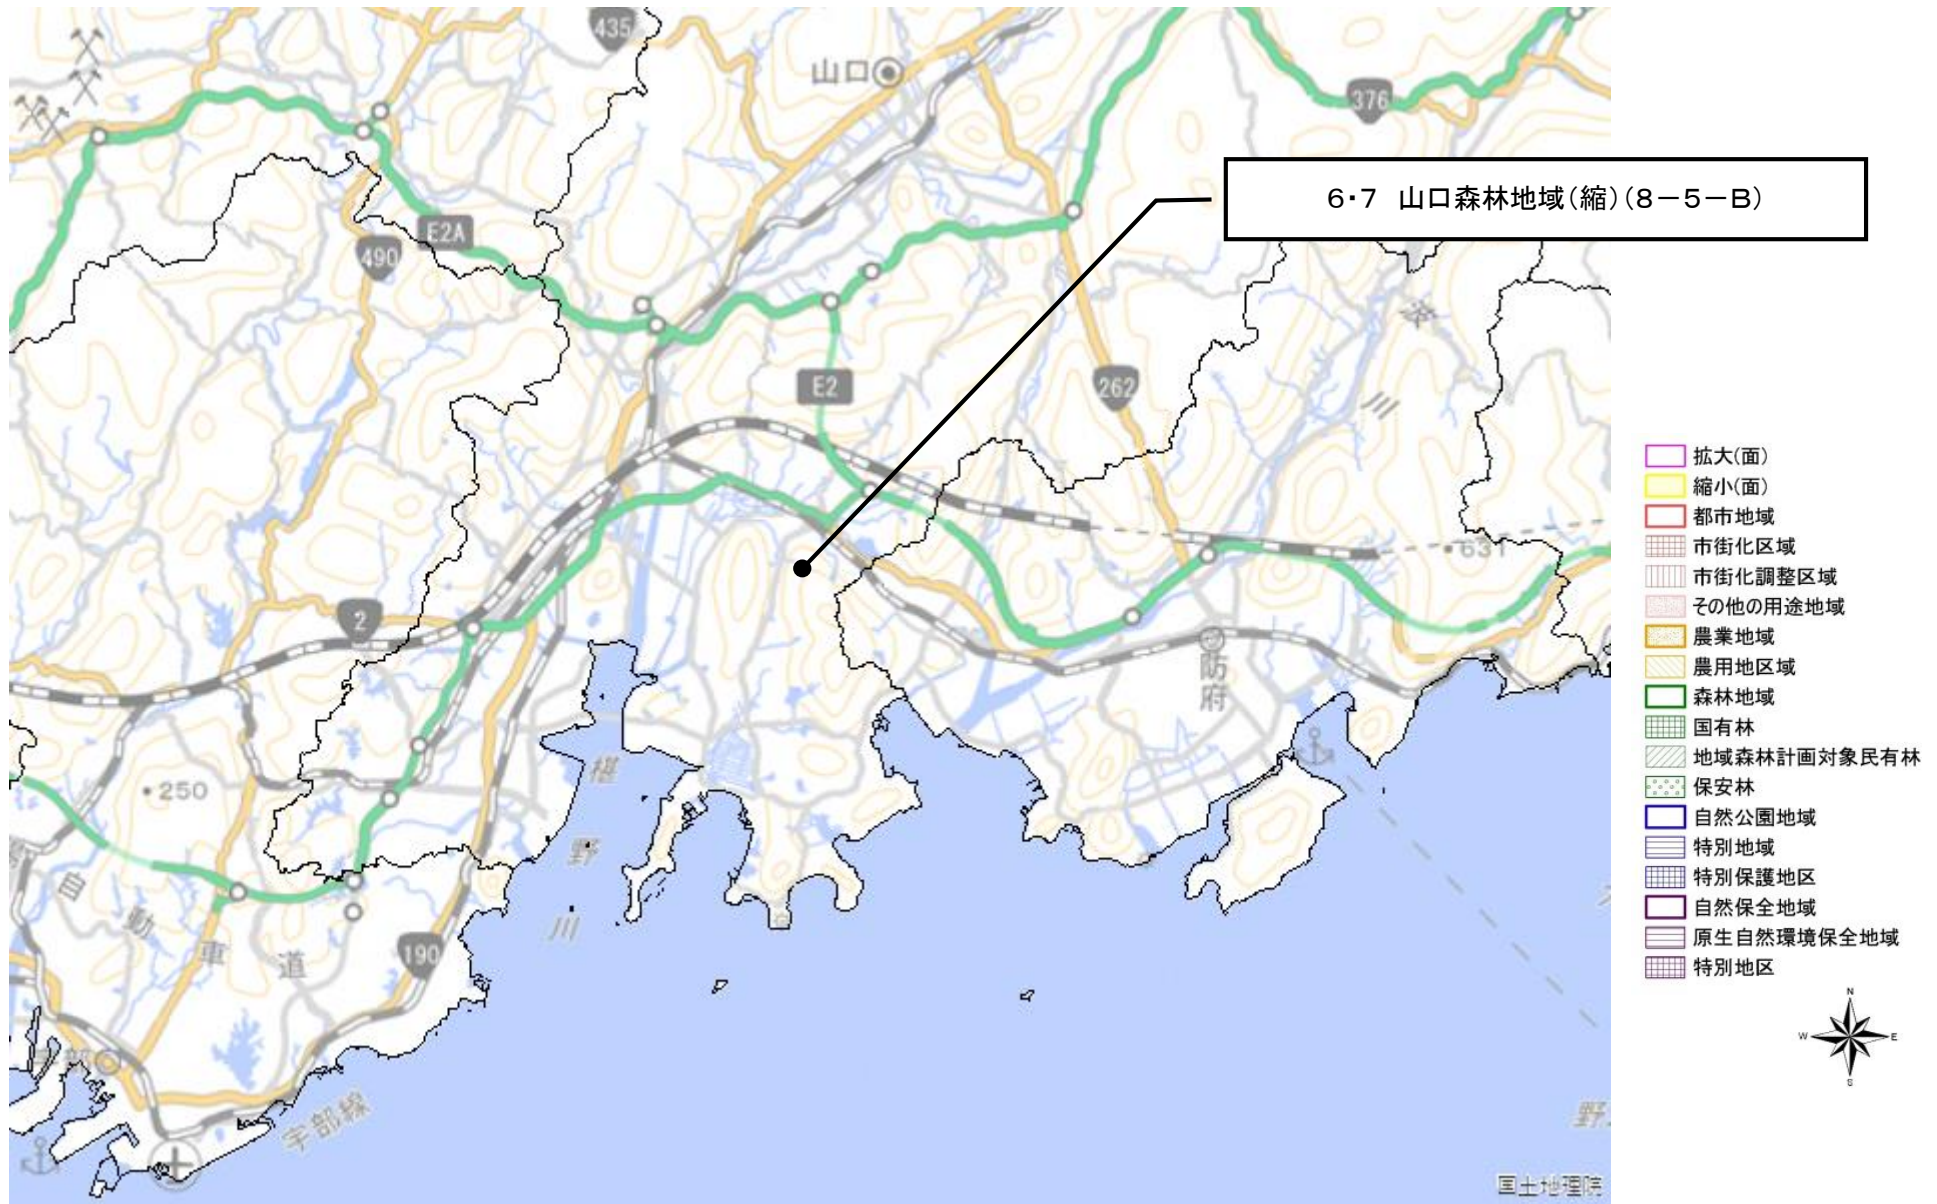 435
山口
376
6・7 山口森林地域(縮)(8-5-B)
E2A
490
E2
川
262
631
2
防府
250
椹野川
自動車道
190
宇部
宇部線
国土地理院
拡大(面)
縮小(面)
都市地域
市街化区域
市街化調整区域
その他の用途地域
農業地域
農用地区域
森林地域
国有林
地域森林計画対象民有林
保安林
自然公園地域
特別地域
特別保護地区
自然保全地域
原生自然環境保全地域
特別地区
N
W
E
S
野